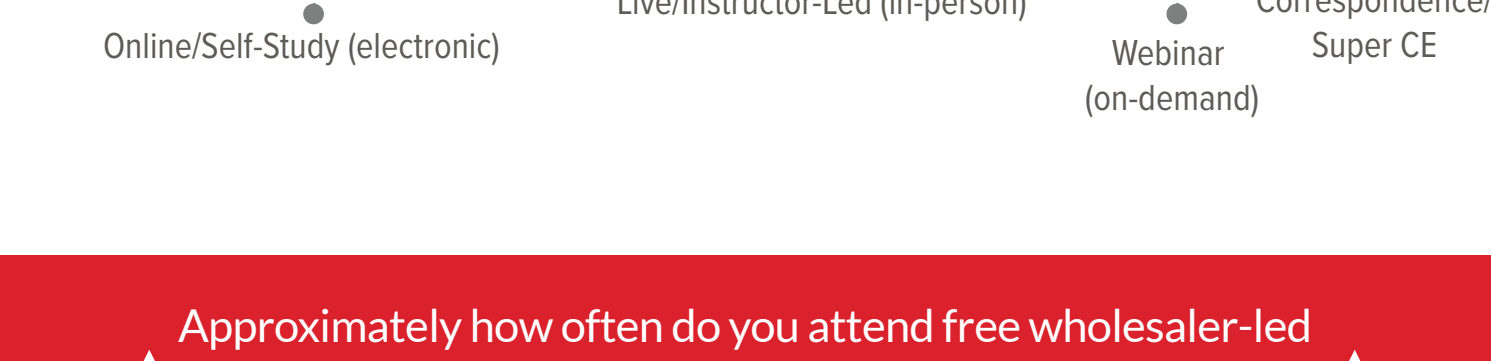 Live/Instructor-Led (in-person)
Correspondence/
Online/Self-Study (electronic)
Webinar
(on-demand)
Super CE
Approximately how often do you attend free wholesaler-led